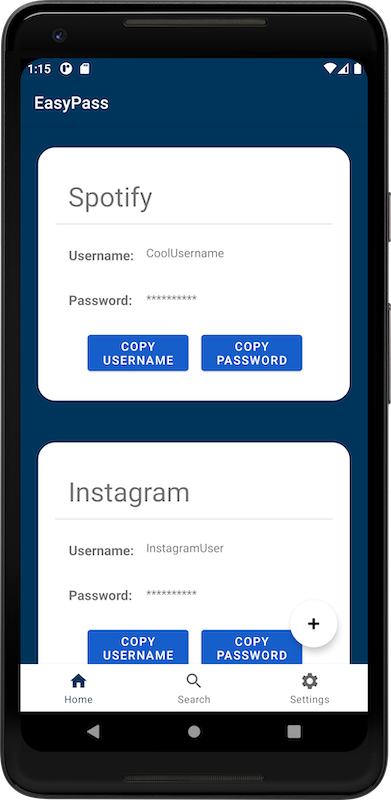 1:15
EasyPass
Spotify
Username: CoolUsername
Password: **********
COPY COPY
USERNAME PASSWORD
Instagram
Username: InstagramUser
Password: **********
+
COPY COPY
USERNAME PASSWORD
Home Search Settings